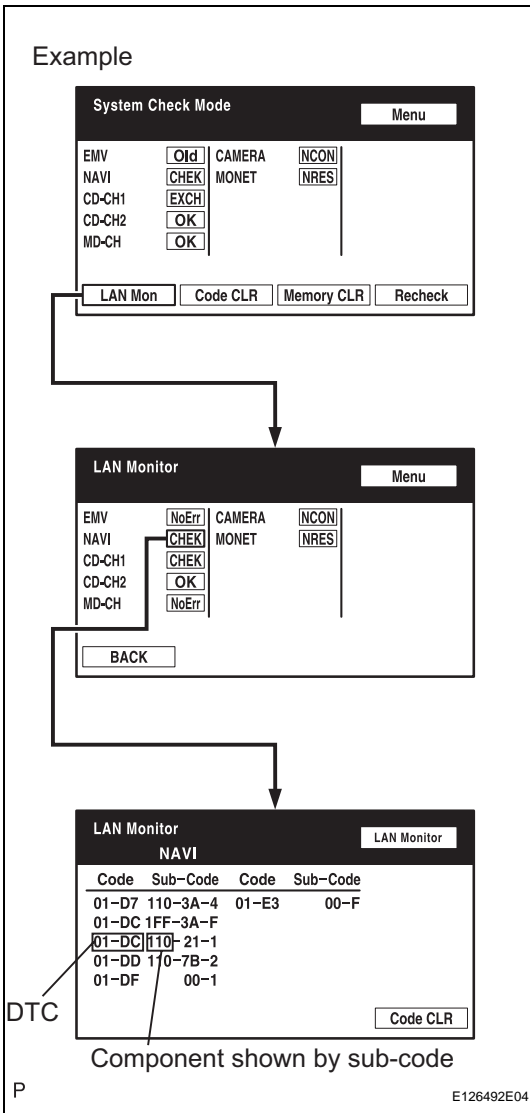 Example
System Check Mode Menu
EMV Old CAMERA NCON
NAVI CHEK MONET NRES
CD-CH1 EXCH
CD-CH2 OK
MD-CH OK
LAN Mon Code CLR Memory CLR Recheck
LAN Monitor Menu
EMV NoErr CAMERA NCON
NAVI CHEK MONET NRES
CD-CH1 CHEK
CD-CH2 OK
MD-CH NoErr
BACK
LAN Monitor LAN Monitor
NAVI
Code Sub-Code Code Sub-Code
01-D7 110-3A-4 01-E3 00-F
01-DC 1FF-3A-F
01-DC 110-21-1
01-DD 110-7B-2
01-DF 00-1
DTC
Code CLR
Component shown by sub-code
P E126492E04